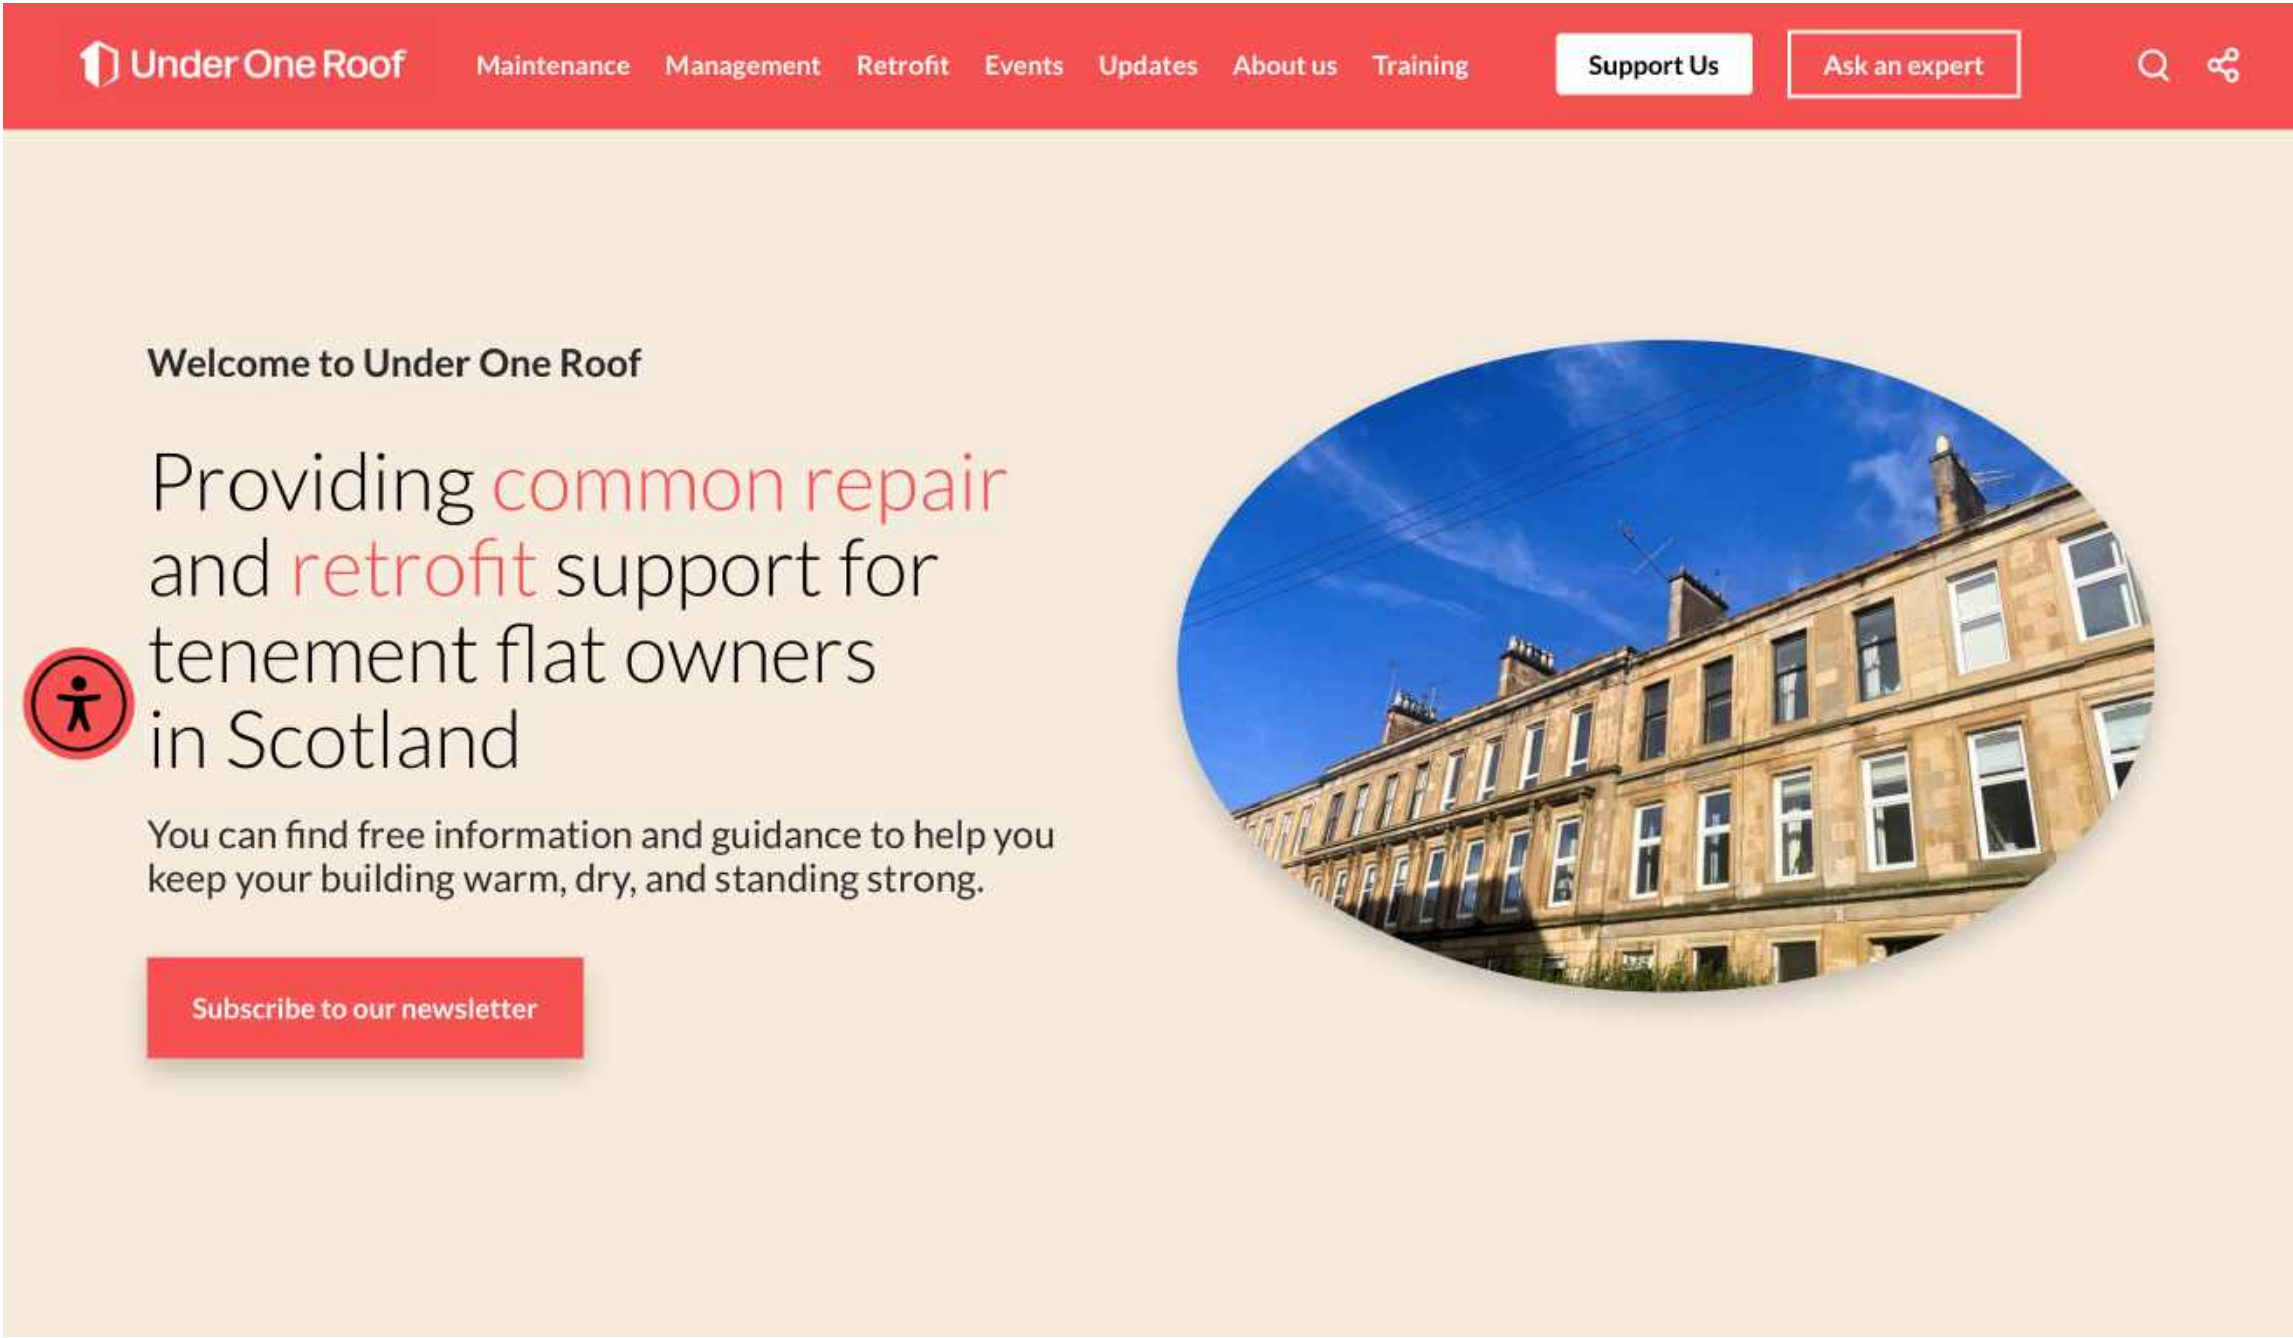 Under One Roof
Maintenance Management Retrofit Events Updates About us Training
Support Us
Ask an expert
Welcome to Under One Roof
Providing common repair
and retrofit support for
tenement flat owners
in Scotland
You can find free information and guidance to help you
keep your building warm, dry, and standing strong.
Subscribe to our newsletter